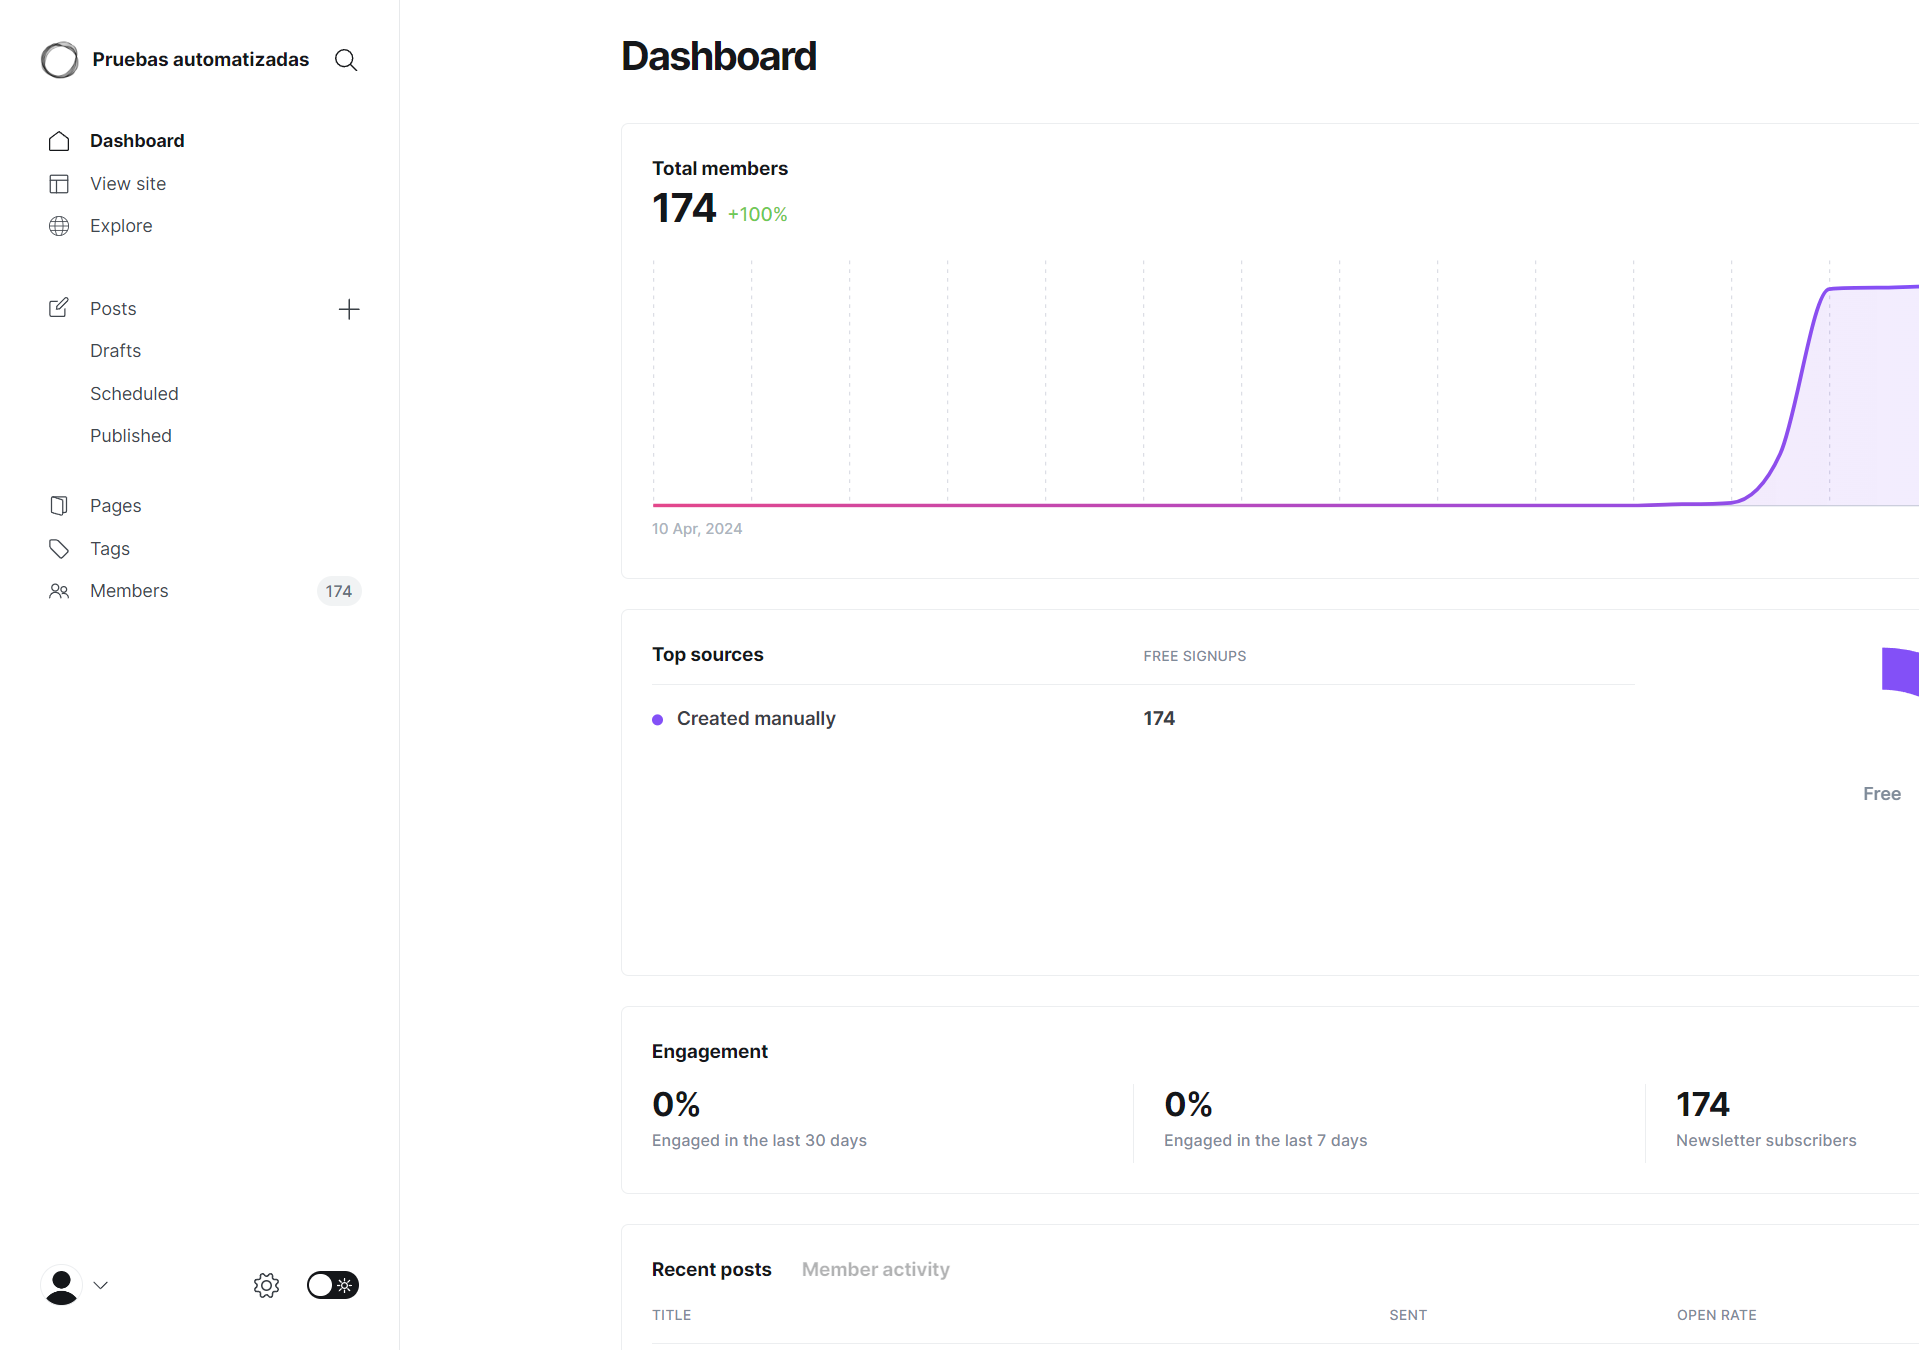 Pruebas automatizadas
Dashboard
View site
Explore
Posts
Drafts
Scheduled
Published
Pages
Tags
Members 174
Dashboard
Total members
174 +100%
10 Apr, 2024
Top sources FREE SIGNUPS
Created manually 174
Free
Engagement
0% 0% 174
Engaged in the last 30 days Engaged in the last 7 days Newsletter subscribers
Recent posts Member activity
TITLE SENT OPEN RATE